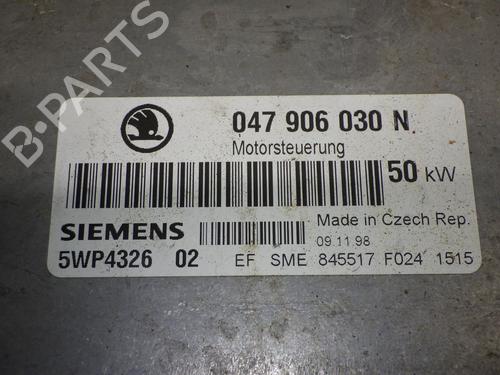 B-PARTS
047 906 030 N
Motorsteuerung
50 kW
SIEMENS
Made in Czech Rep.
09.11.98
5WP4326 02
EF SME 845517 F024 1515
B-PARTS